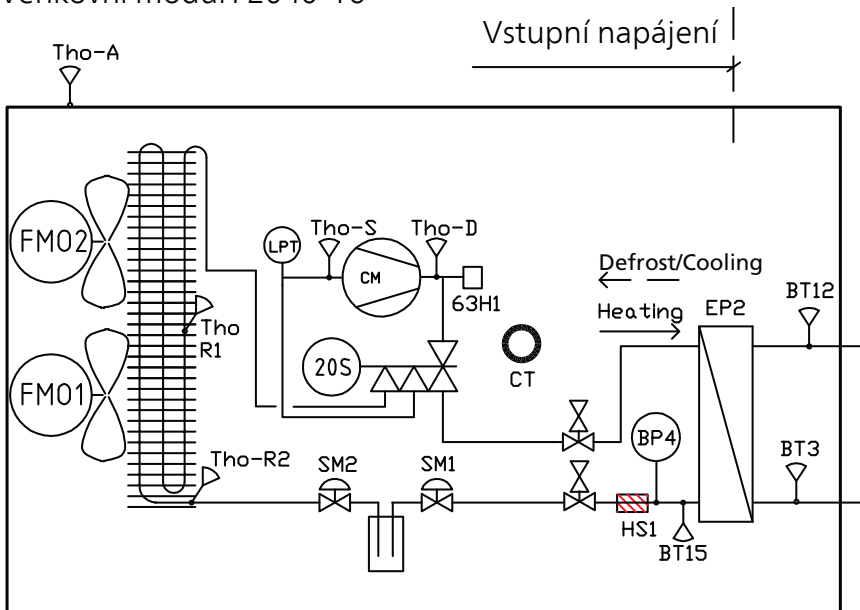 Vstupní napájení
Tho-A
FM02
LPT
Tho-S
Tho-D
CM
63H1
Defrost/Cooling
Heating
EP2
BT12
Tho
R1
20S
CT
FM01
BP4
BT3
Tho-R2
SM2
SM1
HS1
BT15